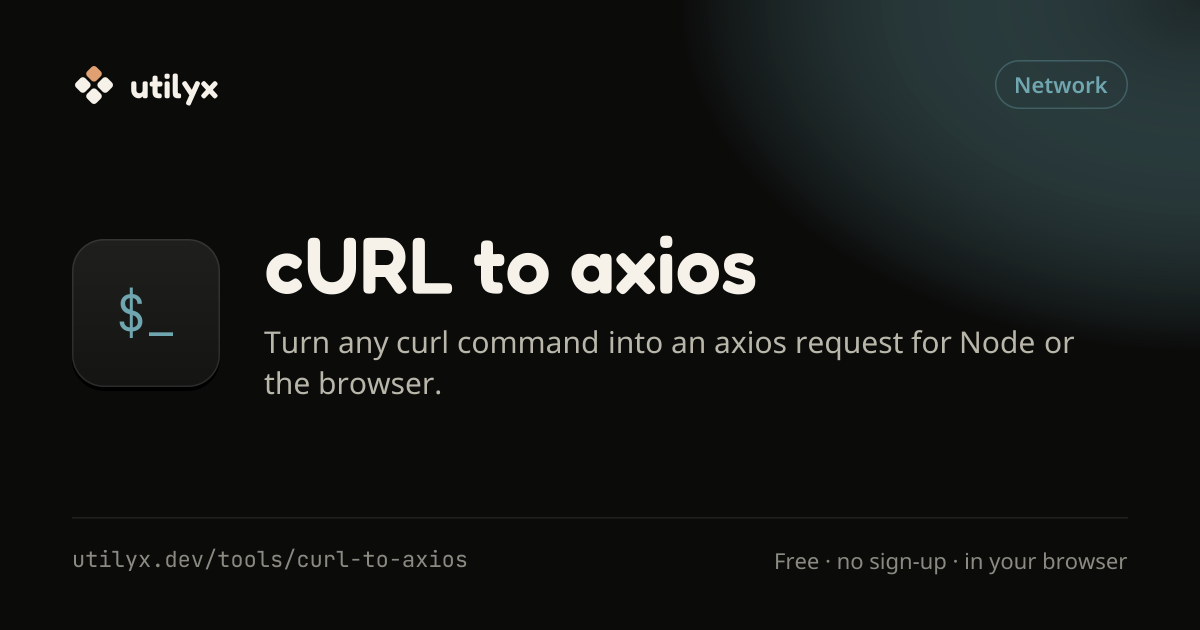 utilyx
Network
$_
cURL to axios
Turn any curl command into an axios request for Node or
the browser.
utilyx.dev/tools/curl-to-axios
Free · no sign-up · in your browser